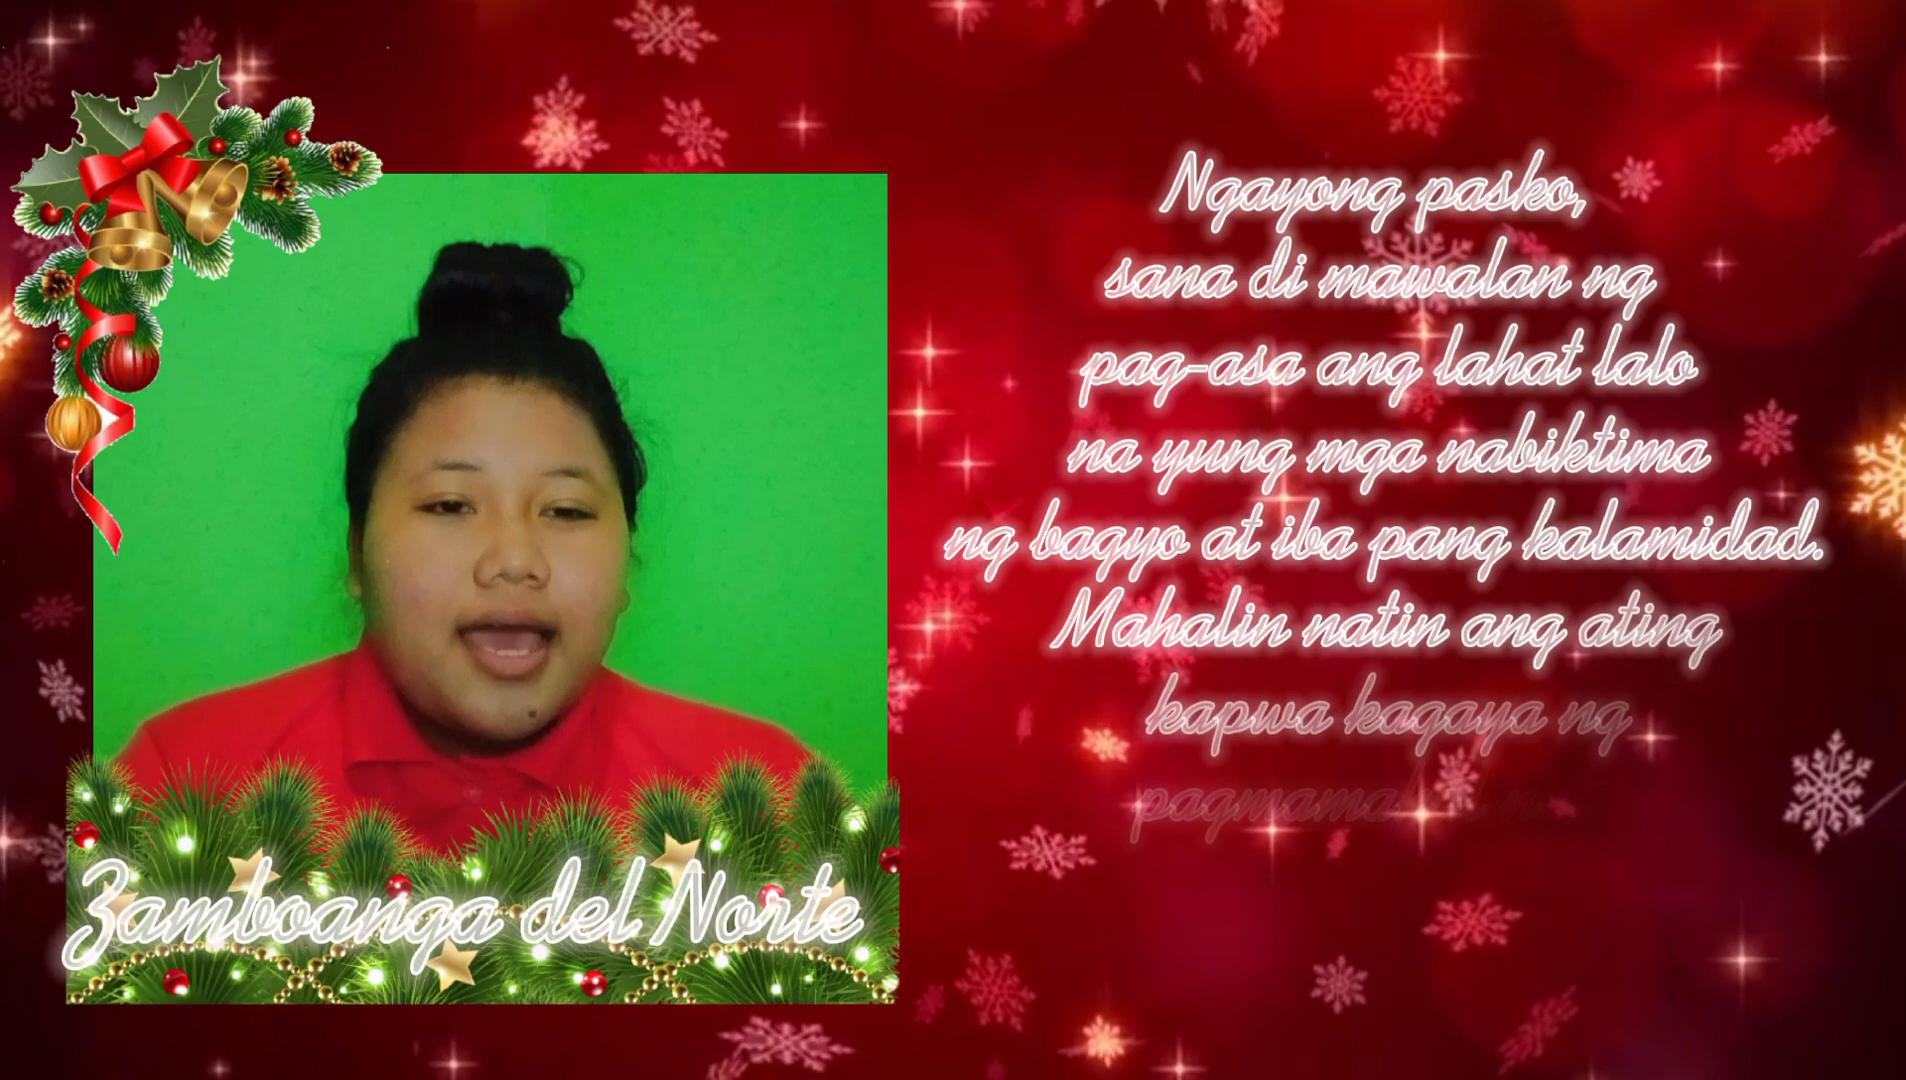 Ngayong pasko,
sana di mawalan ng
pag-asa ang lahat lalo
na yung mga nabiktima
ng bagyo at iba pang kalamidad.
Mahalin natin ang ating
kapwa kagaya ng
Zamboanga del Norte